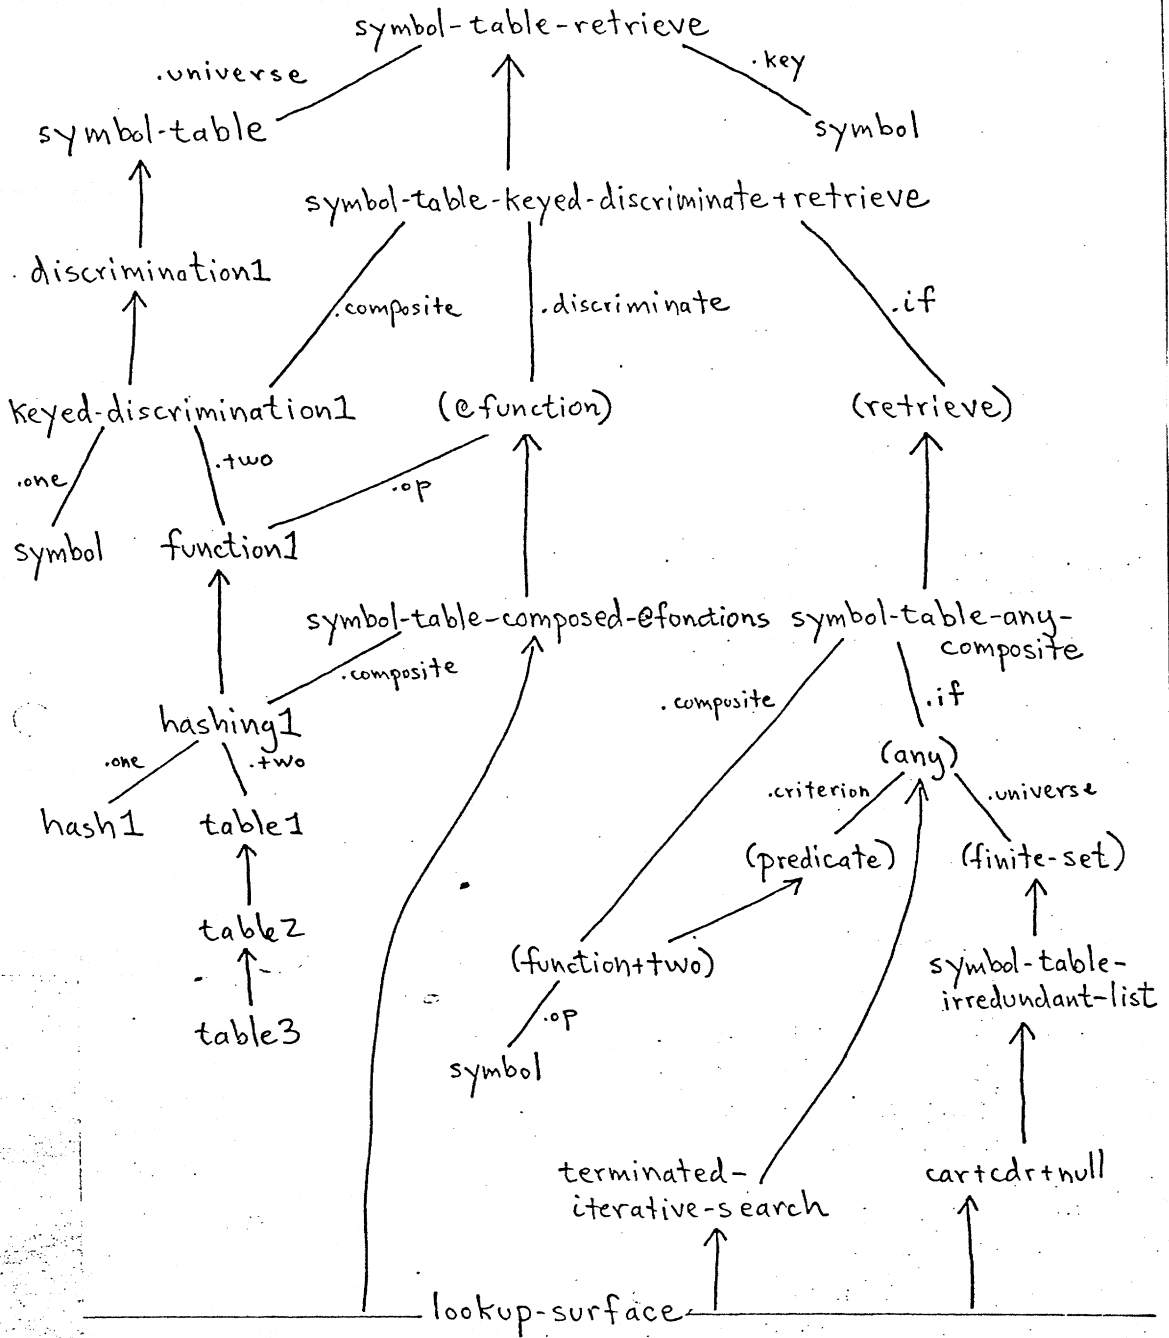 symbol-table-retrieve
.universe
.key
symbol-table
symbol
symbol-table-keyed-discriminate+retrieve
discrimination1
.composite
.discriminate
.if
keyed-discrimination1
(@function)
(retrieve)
.one
.two
.op
symbol
function1
symbol-table-composed-@fonctions
symbol-table-any-
composite
.composite
.composite
.if
hashing1
.one
.two
(any)
.criterion
.universe
hash1
table1
(predicate)
(finite-set)
table2
(function+two)
symbol-table-
irredundant-list
.op
table3
symbol
terminated-
iterative-search
car+cdr+null
lookup-surface